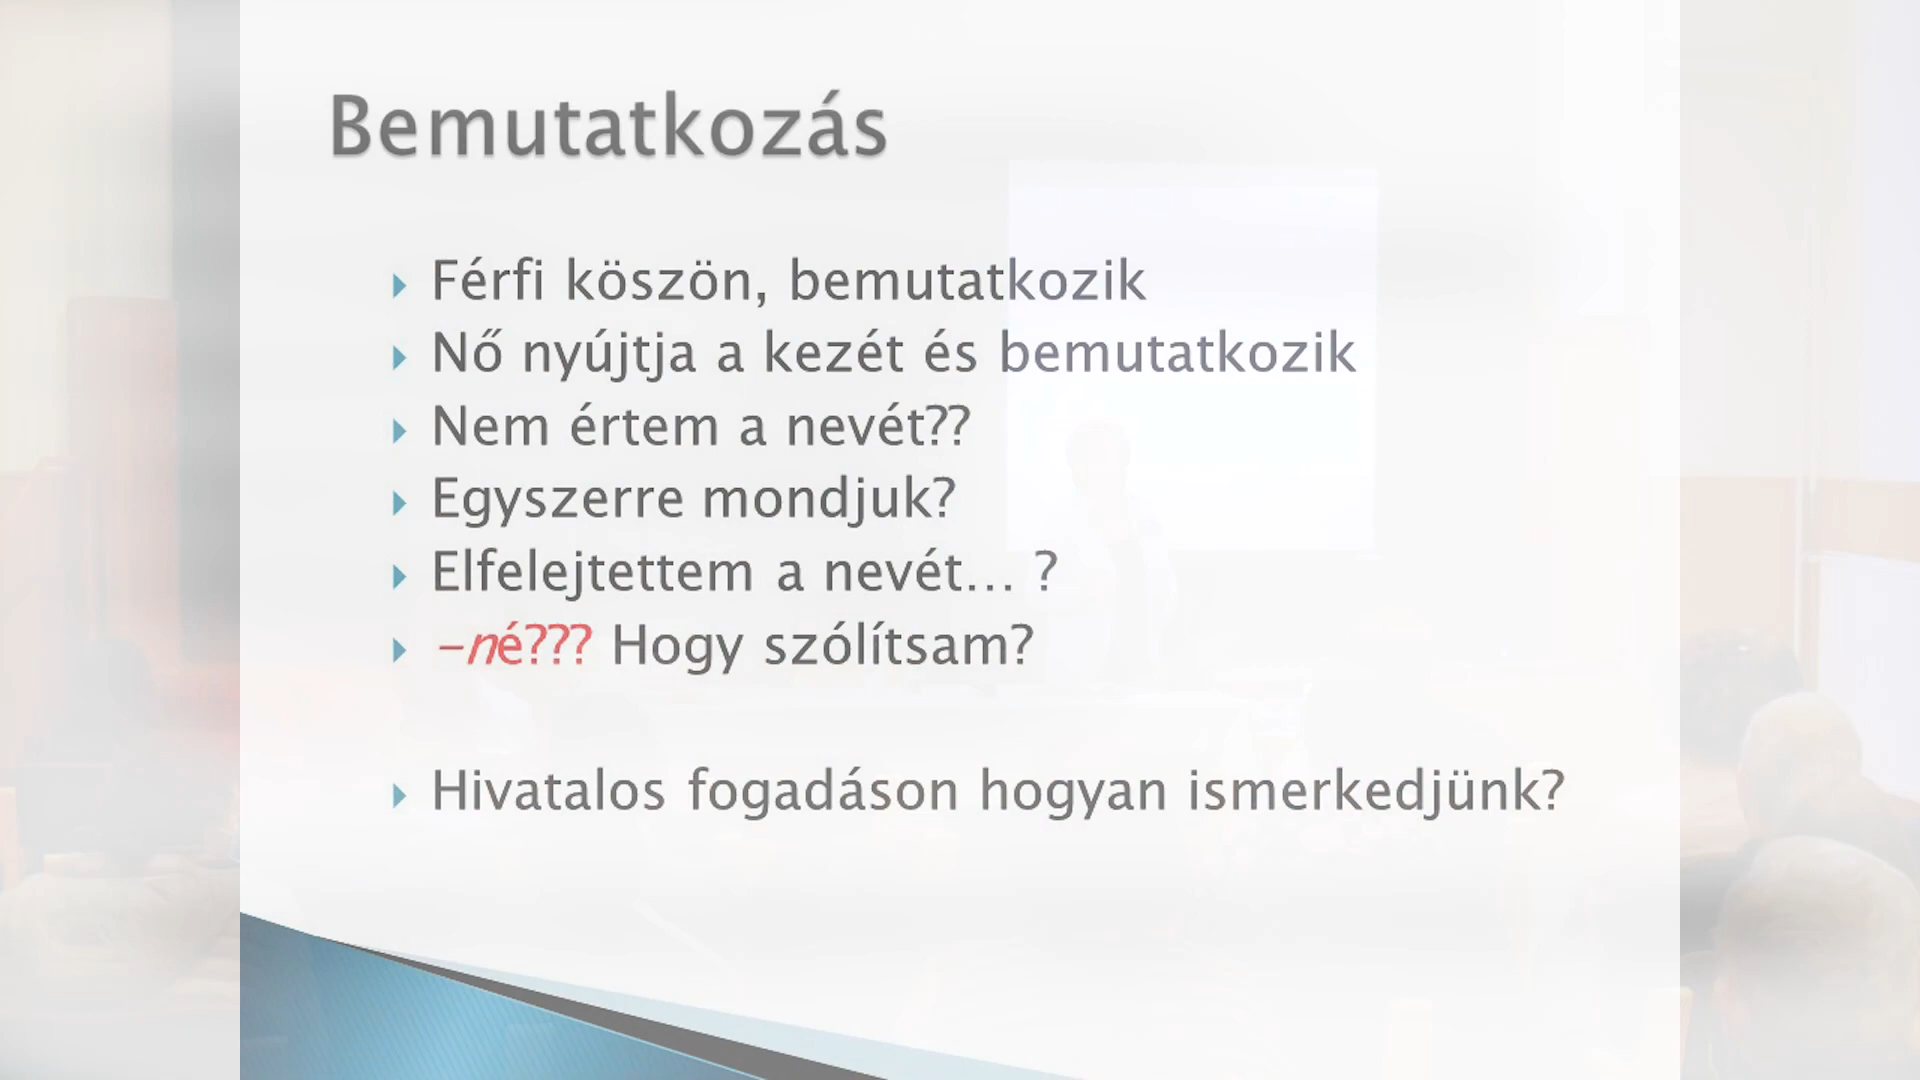 Bemutatkozás
Férfi köszön, bemutatkozik
Nő nyújtja a kezét és bemutatkozik
Nem értem a nevét??
Egyszerre mondjuk?
Elfelejtettem a nevét... ?
-né??? Hogy szólítsam?
Hivatalos fogadáson hogyan ismerkedjünk?